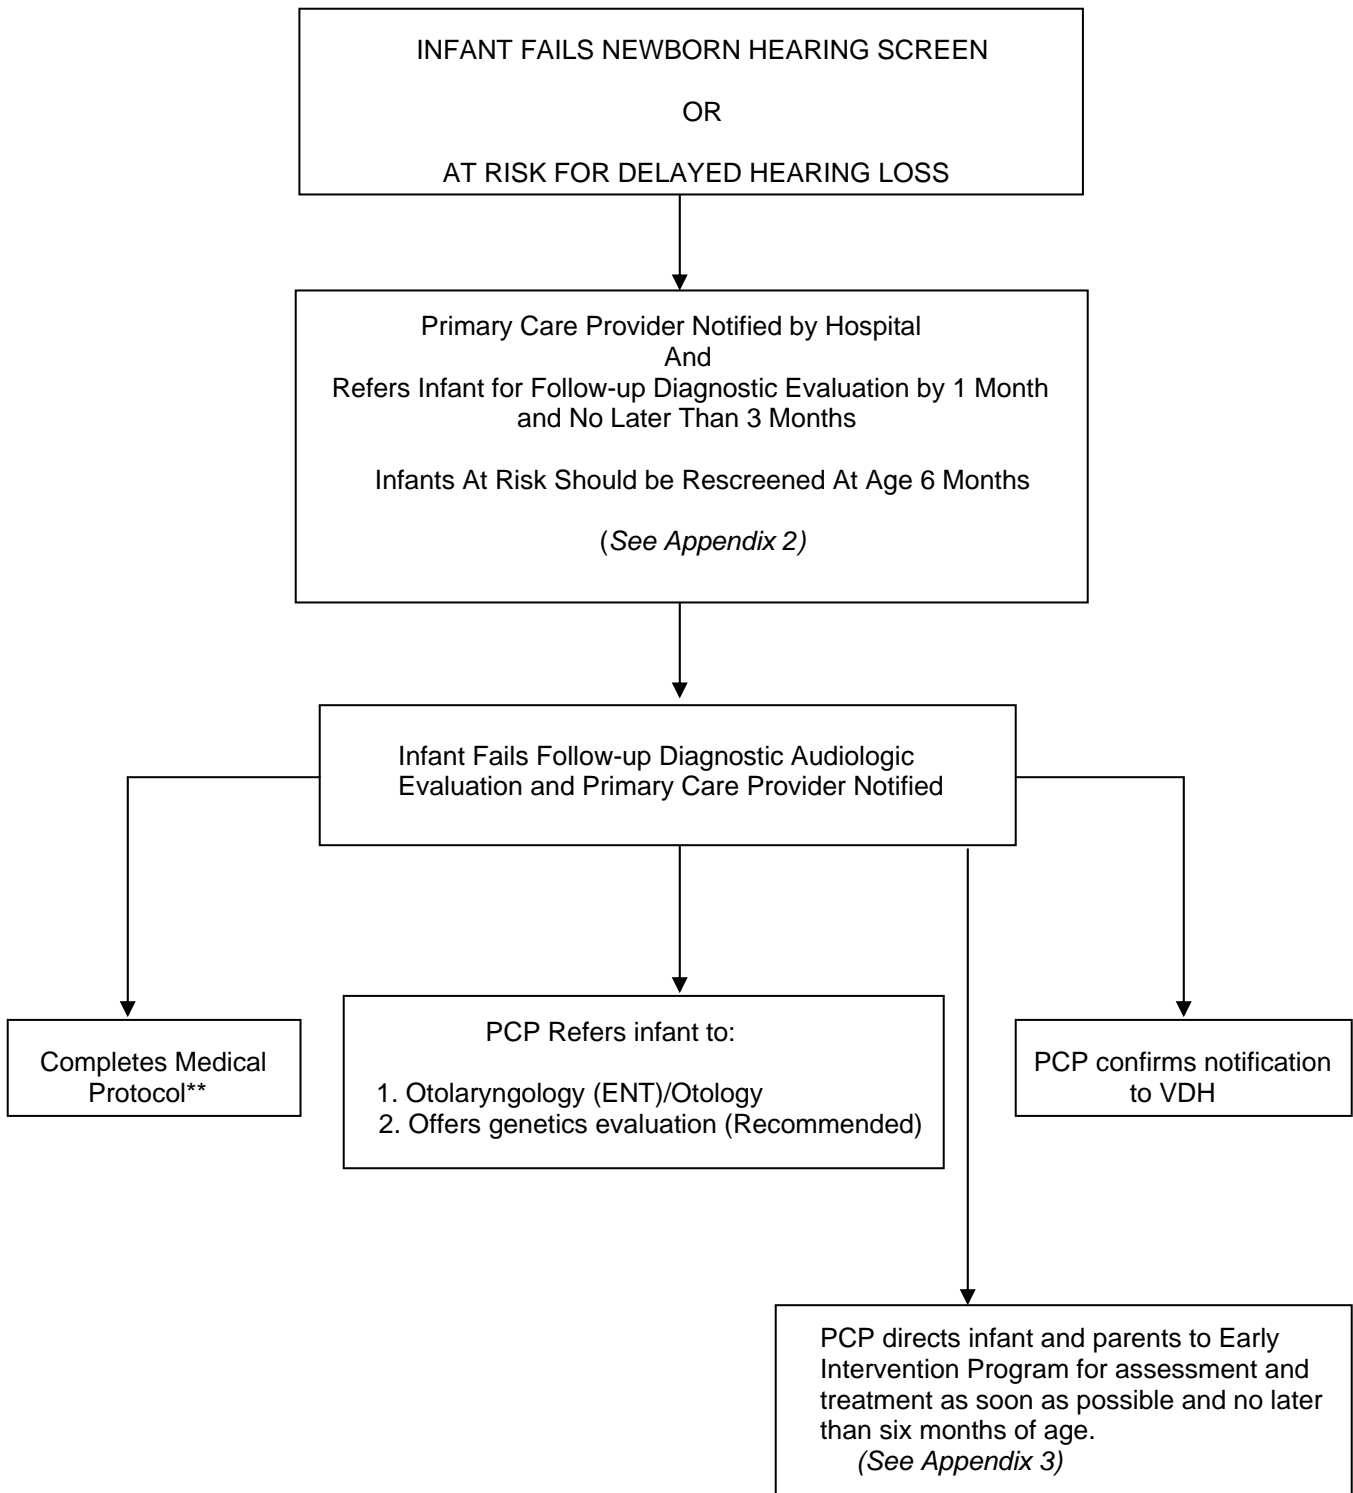 INFANT FAILS NEWBORN HEARING SCREEN
OR
AT RISK FOR DELAYED HEARING LOSS
Primary Care Provider Notified by Hospital
And
Refers Infant for Follow-up Diagnostic Evaluation by 1 Month
and No Later Than 3 Months
Infants At Risk Should be Rescreened At Age 6 Months
(See Appendix 2)
Infant Fails Follow-up Diagnostic Audiologic
Evaluation and Primary Care Provider Notified
Completes Medical
Protocol**
PCP Refers infant to:
1. Otolaryngology (ENT)/Otology
2. Offers genetics evaluation (Recommended)
PCP confirms notification
to VDH
PCP directs infant and parents to Early
Intervention Program for assessment and
treatment as soon as possible and no later
than six months of age.
(See Appendix 3)